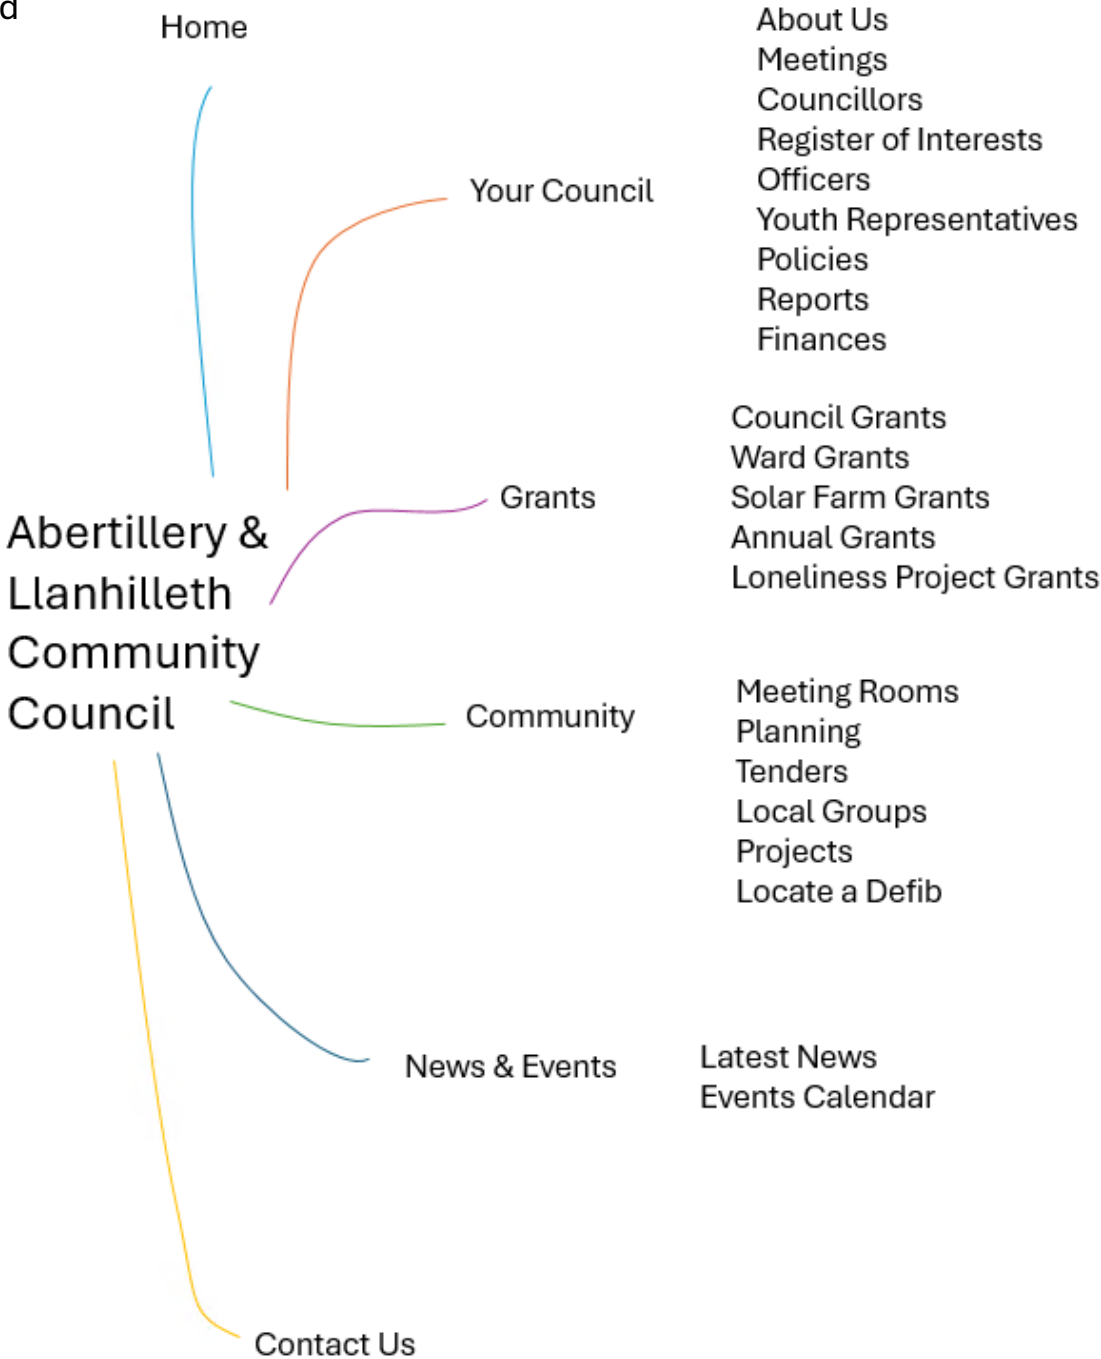 d
Home
About Us
Meetings
Councillors
Register of Interests
Officers
Youth Representatives
Policies
Reports
Finances
Your Council
Council Grants
Ward Grants
Solar Farm Grants
Annual Grants
Loneliness Project Grants
Grants
Abertillery &
Llanhilleth
Community
Council
Community
Meeting Rooms
Planning
Tenders
Local Groups
Projects
Locate a Defib
News & Events
Latest News
Events Calendar
Contact Us